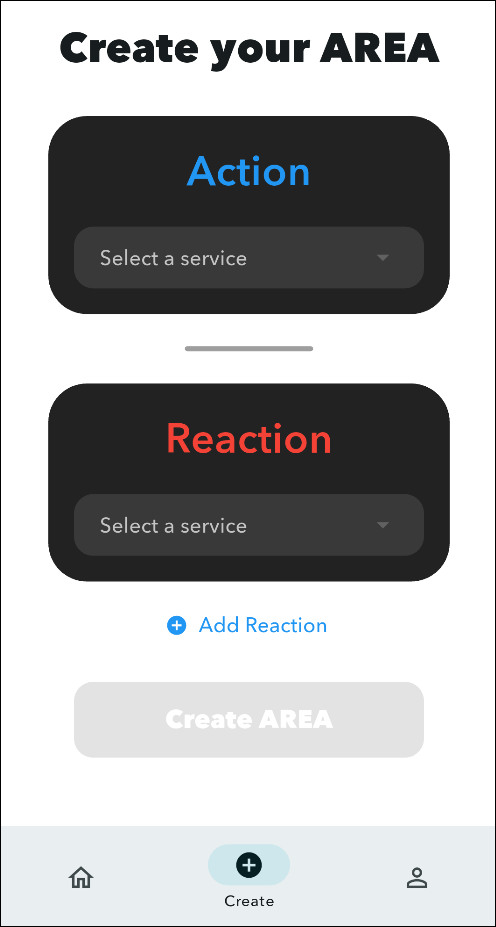 Create your AREA
Action
Select a service
Reaction
Select a service
Add Reaction
Create AREA
Create